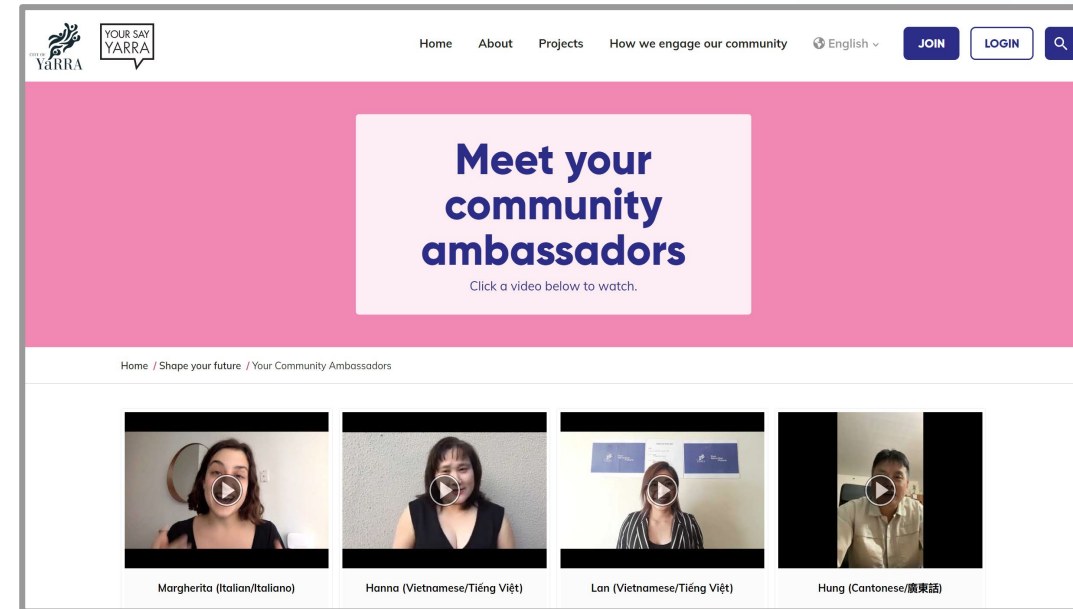 CITY OF
YaRRA
YOUR SAY
YARRA
Home About Projects How we engage our community English JOIN LOGIN
Meet your
community
ambassadors
Click a video below to watch.
Home / Shape your future / Your Community Ambassadors
YaRRA
YaRRA
Margherita (Italian/Italiano) Hanna (Vietnamese/Tiếng Việt) Lan (Vietnamese/Tiếng Việt) Hung (Cantonese/廣東話)